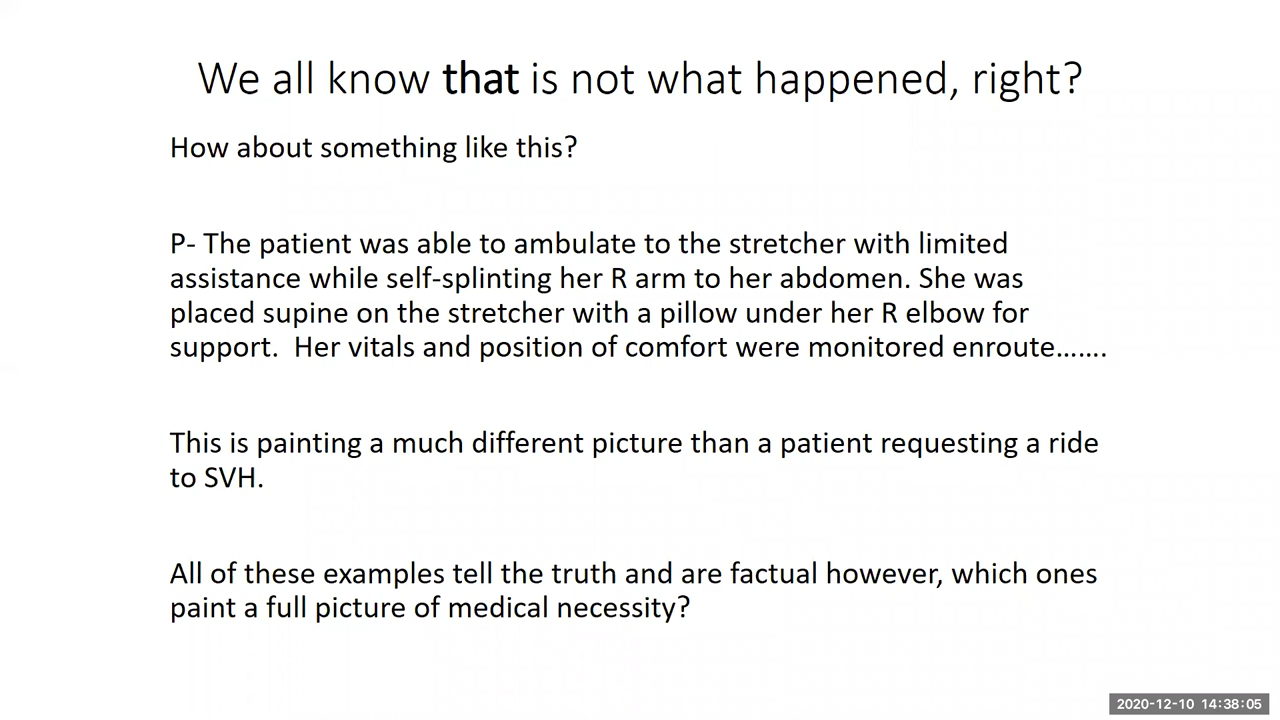 We all know that is not what happened, right?
How about something like this?
P- The patient was able to ambulate to the stretcher with limited
assistance while self-splinting her R arm to her abdomen. She was
placed supine on the stretcher with a pillow under her R elbow for
support.  Her vitals and position of comfort were monitored enroute…….
This is painting a much different picture than a patient requesting a ride
to SVH.
All of these examples tell the truth and are factual however, which ones
paint a full picture of medical necessity?
2020-12-10 14:38:05